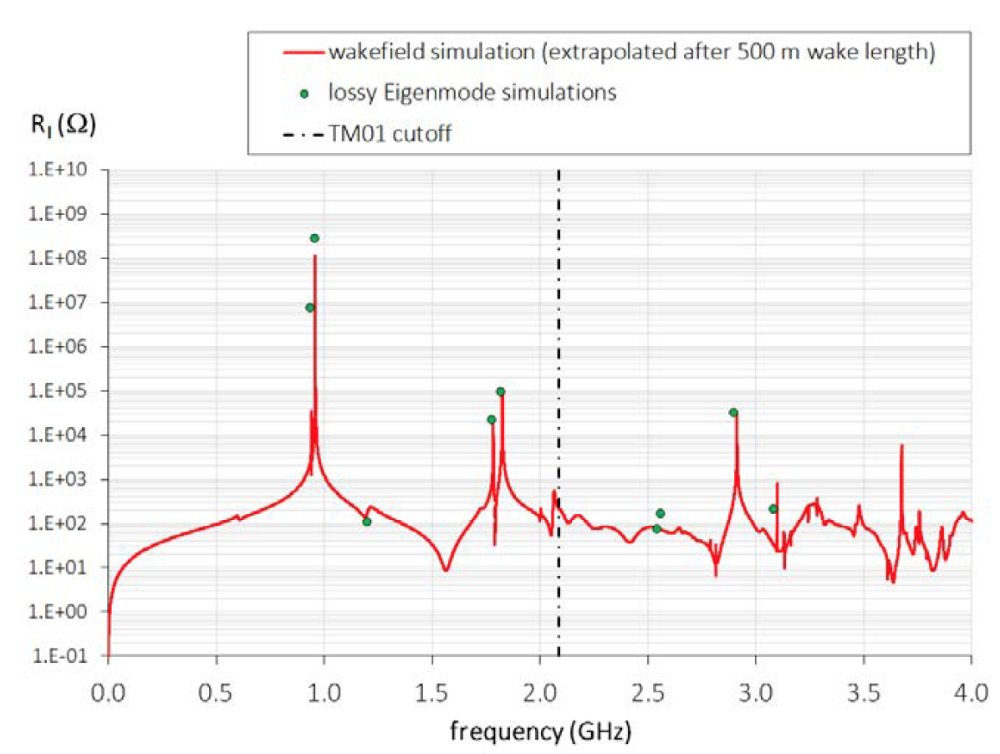 wakefield simulation (extrapolated after 500 m wake length)
lossy Eigenmode simulations
TM01 cutoff
Rl (Ω)
1.E+10
1.E+09
1.E+08
1.E+07
1.E+06
1.E+05
1.E+04
1.E+03
1.E+02
1.E+01
1.E+00
1.E-01
0.0 0.5 1.0 1.5 2.0 2.5 3.0 3.5 4.0
frequency (GHz)